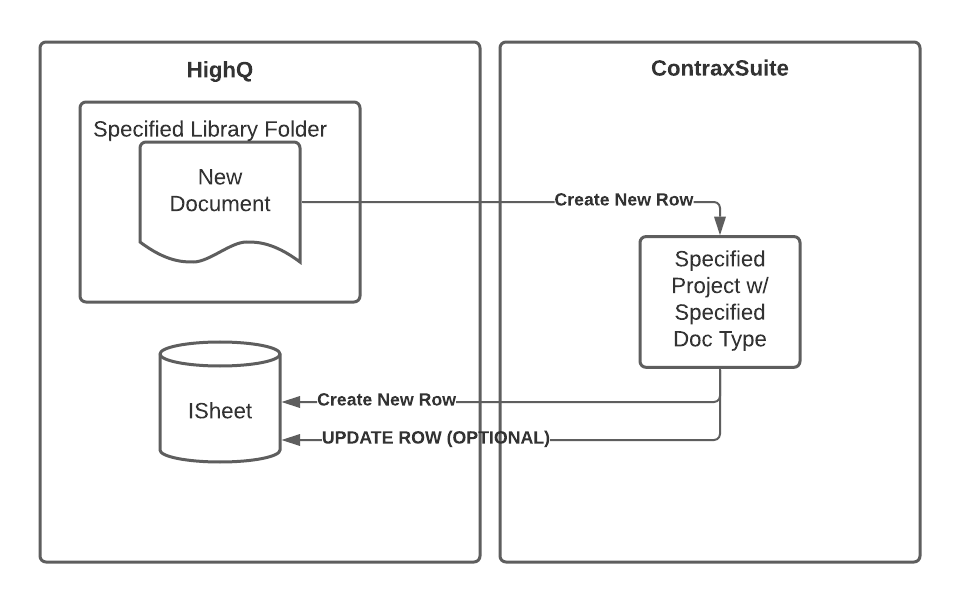 HighQ
ContraxSuite
Specified Library Folder
New
Document
Create New Row
Specified
Project w/
Specified
Doc Type
Create New Row
ISheet
UPDATE ROW (OPTIONAL)